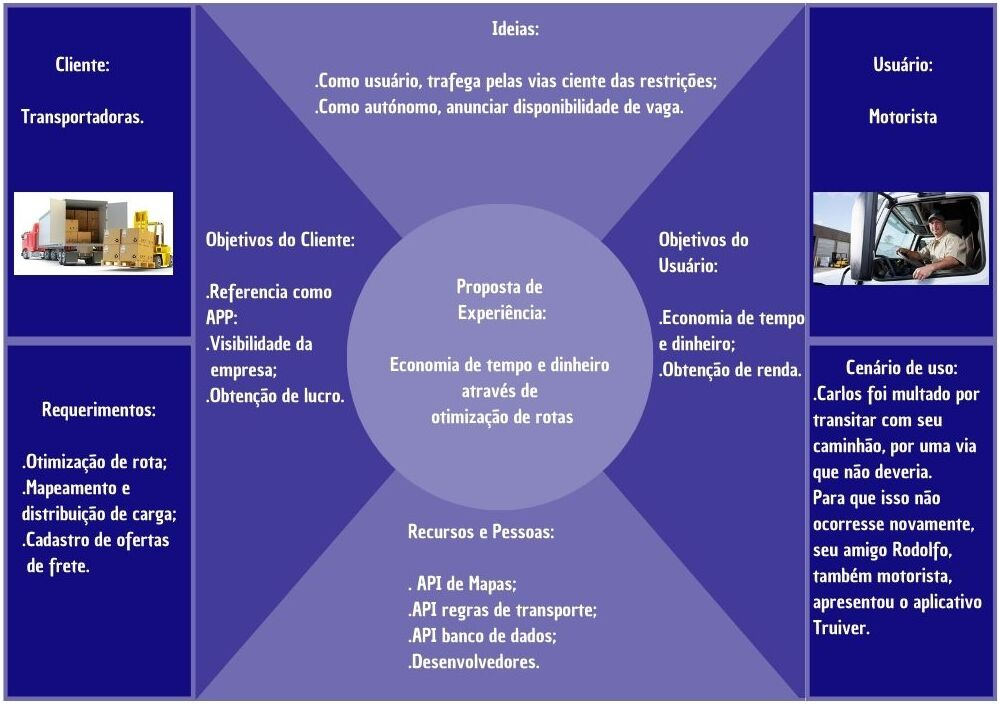 Cliente:
Transportadoras.
Ideias:
.Como usuário, trafega pelas vias ciente das restrições;
.Como autónomo, anunciar disponibilidade de vaga.
Usuário:
Motorista
Objetivos do Cliente:
.Referencia como
APP:
.Visibilidade da
empresa;
.Obtenção de lucro.
Proposta de
Experiência:
Economia de tempo e dinheiro
através de
otimização de rotas
Objetivos do
Usuário:
.Economia de tempo
e dinheiro;
.Obtenção de renda.
Requerimentos:
.Otimização de rota;
.Mapeamento e
distribuição de carga;
.Cadastro de ofertas
de frete.
Recursos e Pessoas:
. API de Mapas;
.API regras de transporte;
.API banco de dados;
.Desenvolvedores.
Cenário de uso:
.Carlos foi multado por
transitar com seu
caminhão, por uma via
que não deveria.
Para que isso não
ocorresse novamente,
seu amigo Rodolfo,
também motorista,
apresentou o aplicativo
Truiver.